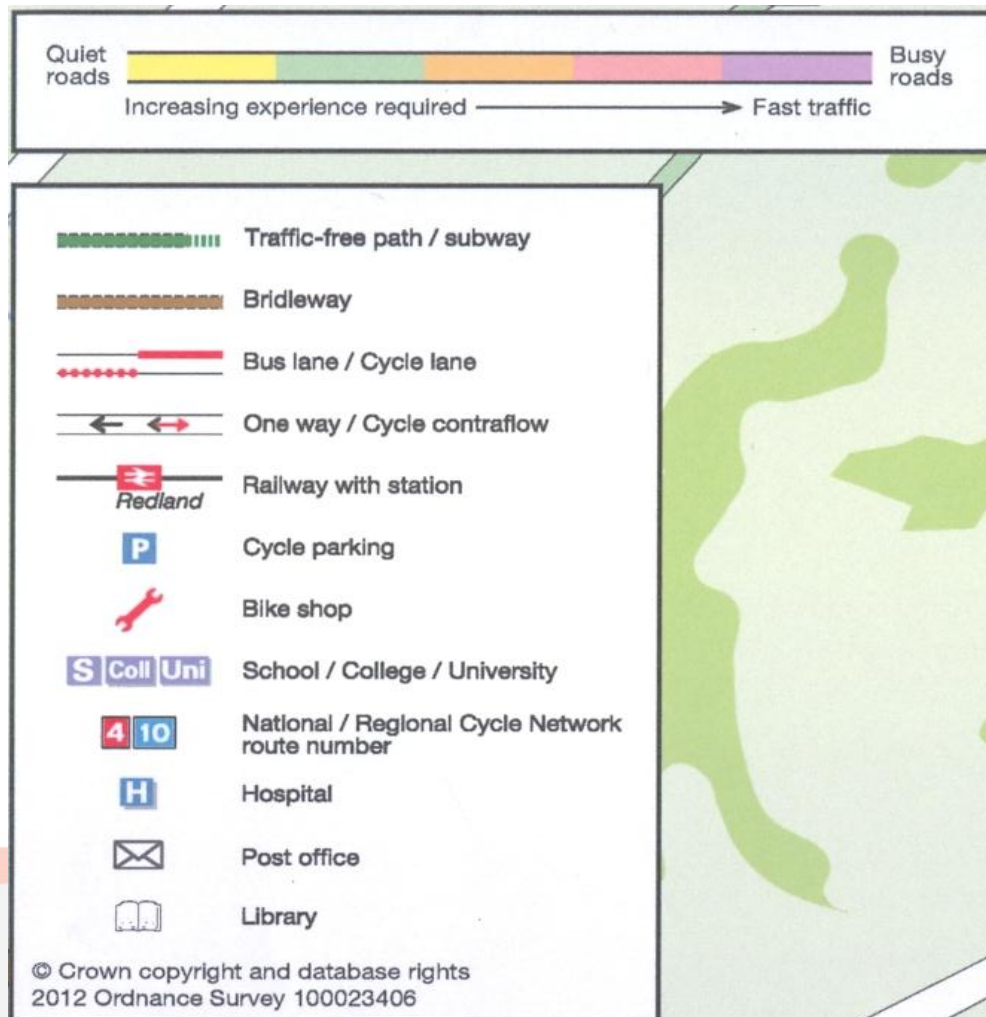 Quiet
roads
Busy
roads
Increasing experience required
Fast traffic
Traffic-free path / subway
Bridleway
Bus lane / Cycle lane
One way / Cycle contraflow
Redland
Railway with station
P
Cycle parking
Bike shop
S Coll Uni
School / College / University
4 10
National / Regional Cycle Network
route number
H
Hospital
Post office
Library
© Crown copyright and database rights
2012 Ordnance Survey 100023406